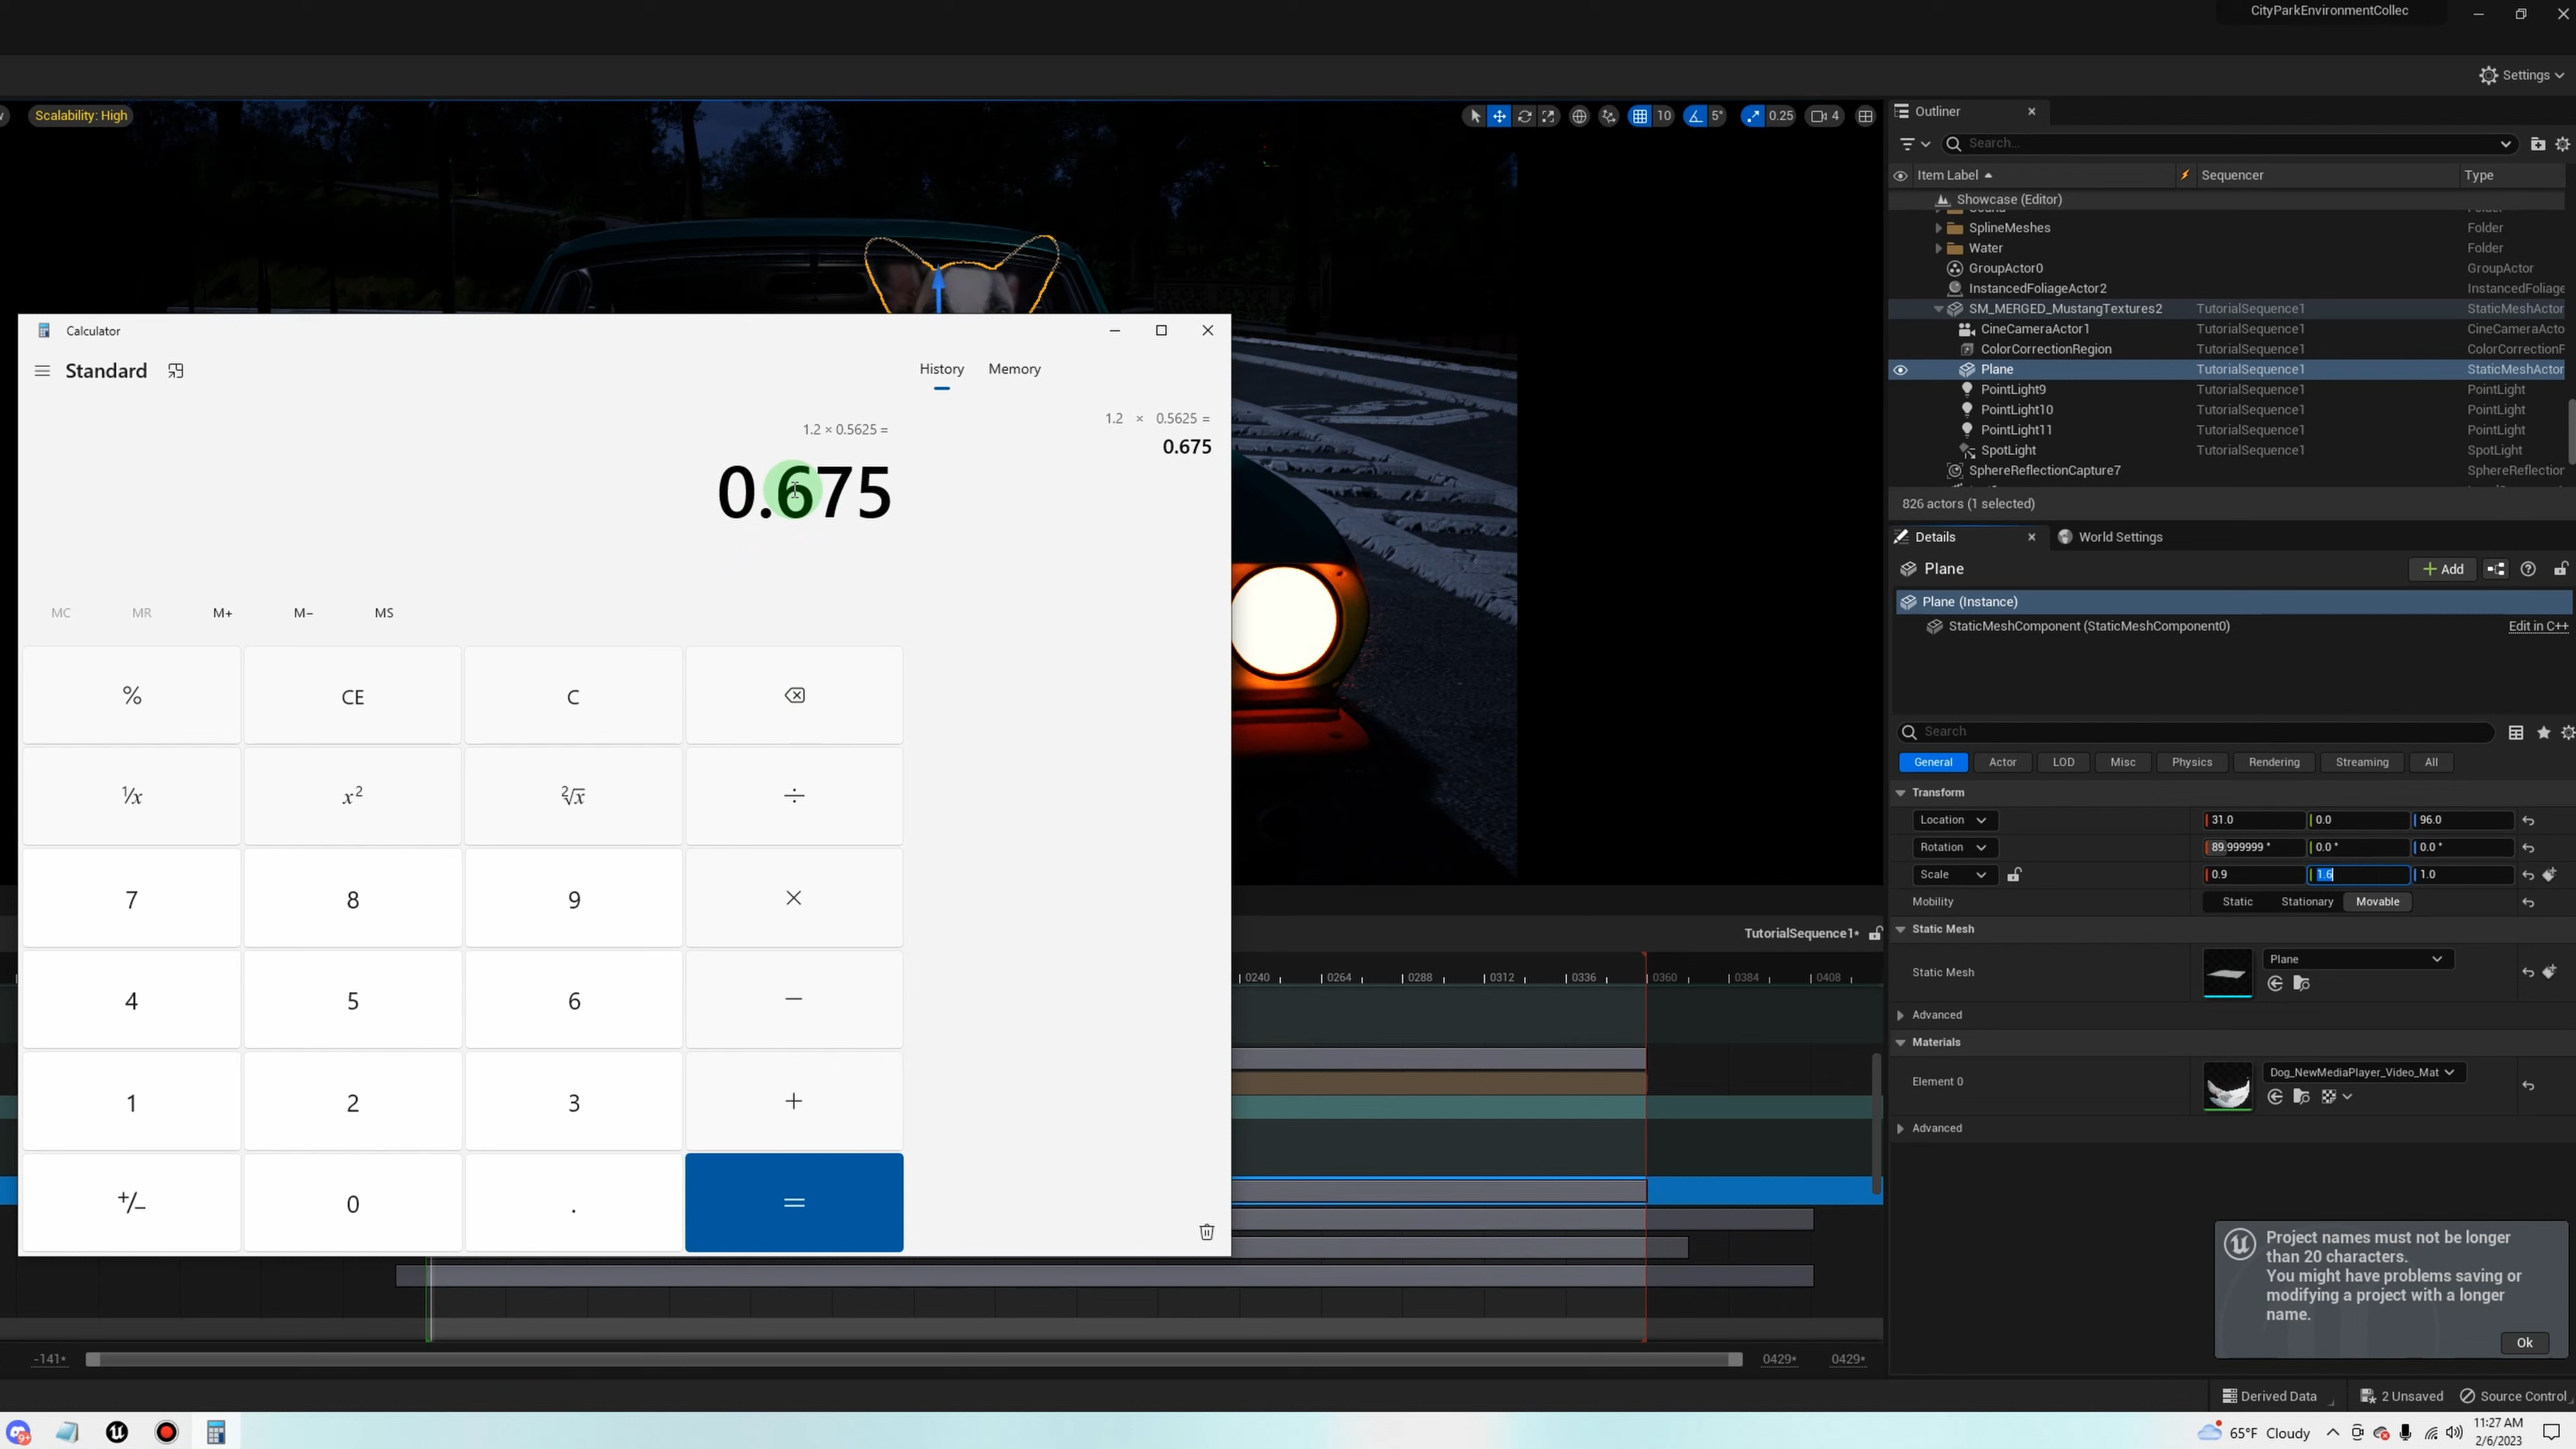 CityParkEnvironmentCollec
Settings
Scalability: High
10
5°
0.25
4
Outliner
Search...
Item Label
Sequencer
Type
Showcase (Editor)
SplineMeshes
Folder
Water
Folder
GroupActor0
GroupActor
InstancedFoliageActor2
InstancedFoliage
SM_MERGED_MustangTextures2
TutorialSequence1
StaticMeshActor
CineCameraActor1
TutorialSequence1
CineCameraActo
ColorCorrectionRegion
TutorialSequence1
ColorCorrectionF
Plane
TutorialSequence1
StaticMeshActor
PointLight9
TutorialSequence1
PointLight
PointLight10
TutorialSequence1
PointLight
PointLight11
TutorialSequence1
PointLight
SpotLight
TutorialSequence1
SpotLight
SphereReflectionCapture7
SphereReflection
826 actors (1 selected)
Calculator
Standard
History
Memory
1.2 × 0.5625 =
0.675
1.2 × 0.5625 =
0.675
MC MR M+ M− MS
% CE C
¹/x x² ²√x ÷
7 8 9 ×
4 5 6 −
1 2 3 +
+/− 0 . =
Details
World Settings
Plane
Add
Plane (Instance)
StaticMeshComponent (StaticMeshComponent0)
Edit in C++
Search
General Actor LOD Misc Physics Rendering Streaming All
Transform
Location 31.0 0.0 96.0
Rotation 89.999999 ° 0.0 ° 0.0 °
Scale 0.9 1.6 1.0
Mobility Static Stationary Movable
Static Mesh
Static Mesh
Plane
Advanced
Materials
Element 0
Dog_NewMediaPlayer_Video_Mat
Advanced
TutorialSequence1*
0240 0264 0288 0312 0336 0360 0384 0408
-141*
0429*
0429*
Project names must not be longer
than 20 characters.
You might have problems saving or
modifying a project with a longer
name.
Ok
Derived Data
2 Unsaved
Source Control
9+
65°F Cloudy
11:27 AM
2/6/2023